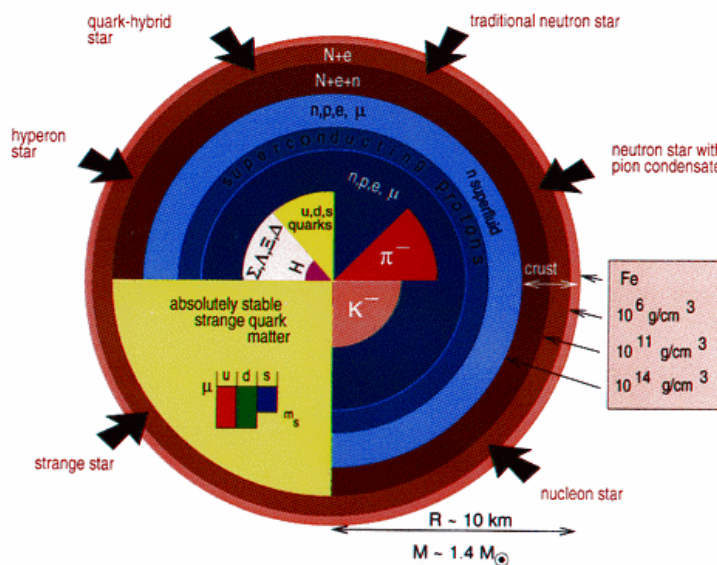 quark-hybrid
star
traditional neutron star
N+e
N+e+n
n,p,e, μ
hyperon
star
neutron star with
pion condensate
superconducting protons
n superfluid
n,p,e, μ
u,d,s
quarks
Σ,Λ,Ξ,Δ
H
π⁻
crust
K⁻
absolutely stable
strange quark
matter
u d s
μ
m_s
Fe
10⁶ g/cm³
10¹¹ g/cm³
10¹⁴ g/cm³
strange star
nucleon star
R ~ 10 km
M ~ 1.4 M☉